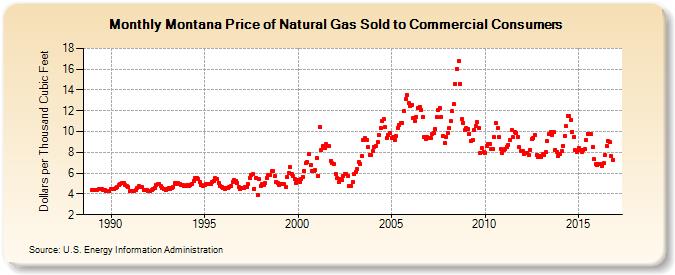 Monthly Montana Price of Natural Gas Sold to Commercial Consumers
Dollars per Thousand Cubic Feet
18
16
14
12
10
8
6
4
2
1990 1995 2000 2005 2010 2015
Source: U.S. Energy Information Administration